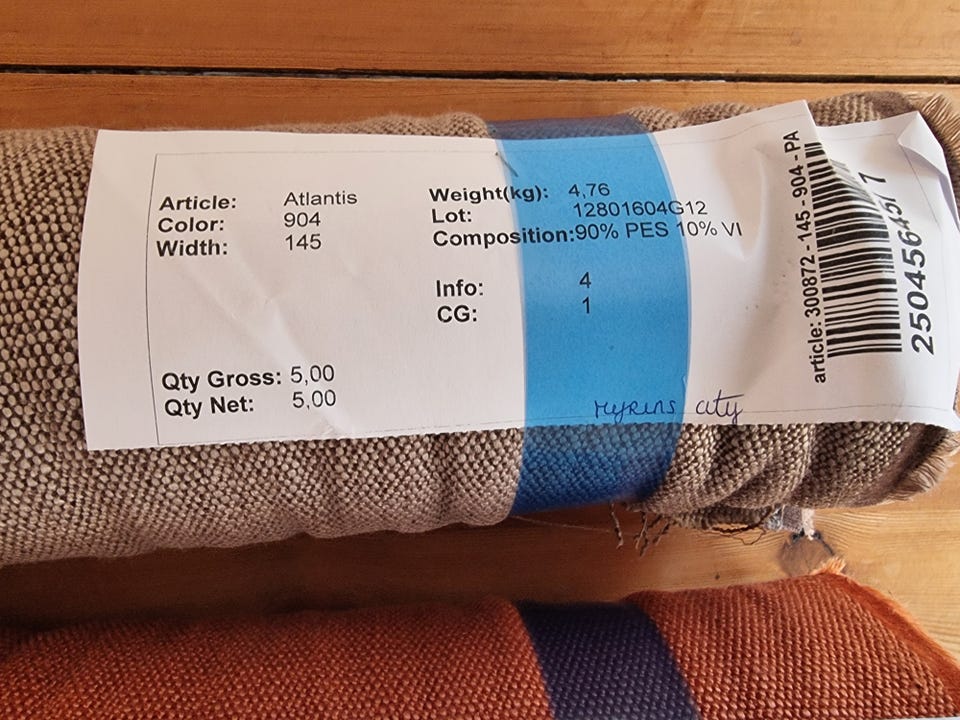 Article: Atlantis
Color: 904
Width: 145
Weight(kg): 4,76
Lot: 12801604G12
Composition:90% PES 10% VI
Info: 4
CG: 1
Qty Gross: 5,00
Qty Net: 5,00
city
article: 300872 - 145 - 904 - PA